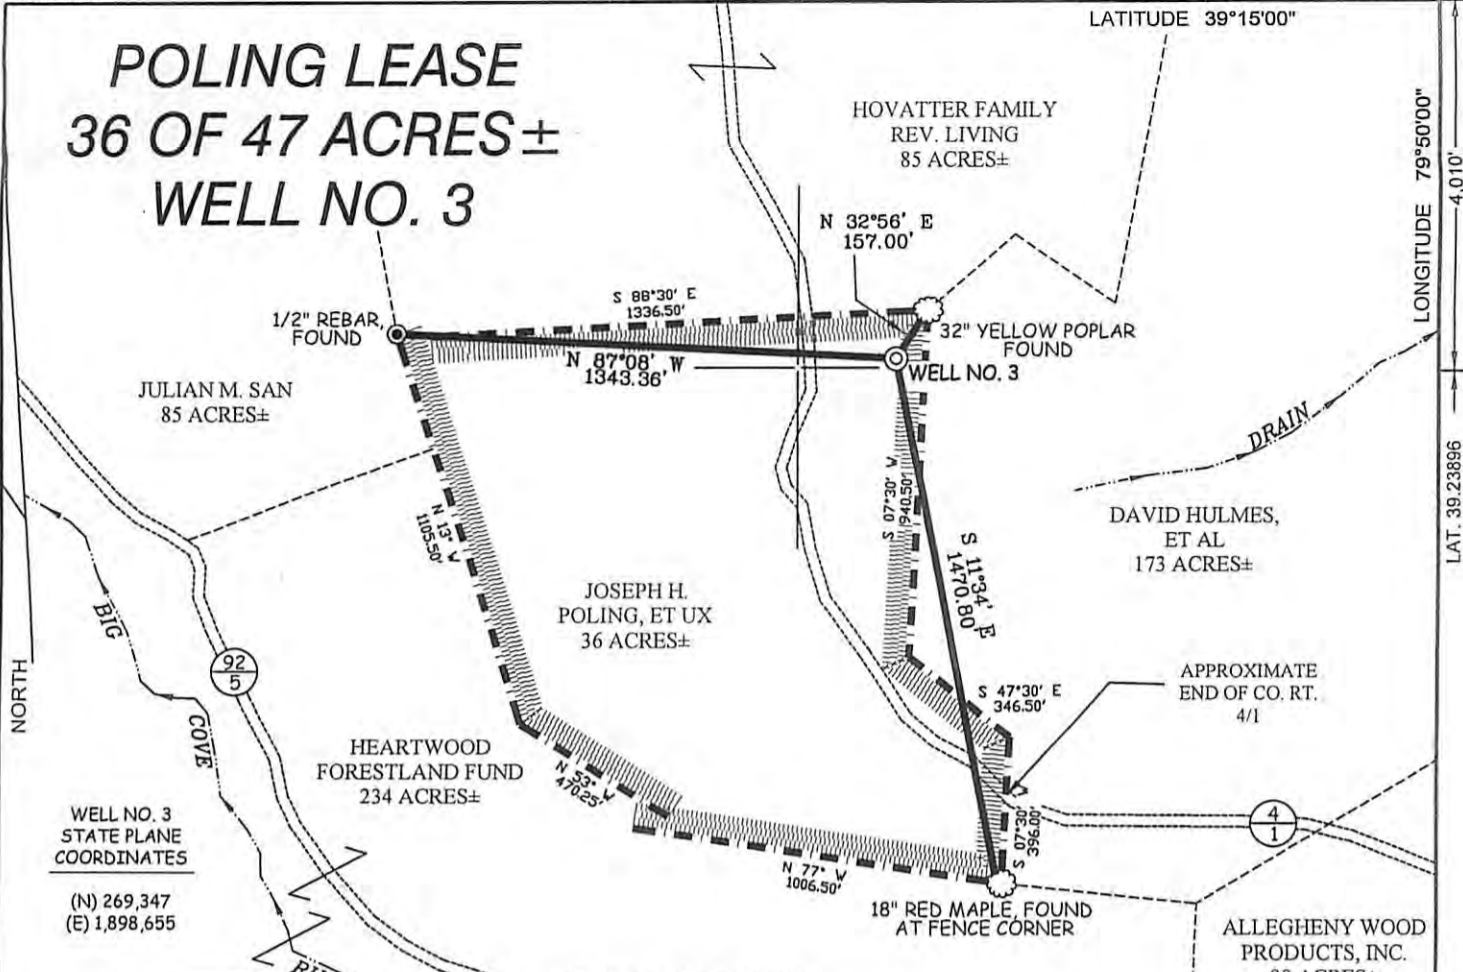 POLING LEASE
36 OF 47 ACRES±
WELL NO. 3
LATITUDE 39°15'00"
HOVATTER FAMILY
REV. LIVING
85 ACRES±
LONGITUDE 79°50'00"
4,010'
LAT. 39.23896
N 32°56' E
157.00'
S 88°30' E
1336.50'
1/2" REBAR,
FOUND
32" YELLOW POPLAR
FOUND
N 87°08' W
1343.36'
WELL NO. 3
JULIAN M. SAN
85 ACRES±
DRAIN
N 13° W
1105.50'
S 07°30' W
940.50'
S 11°34' E
1470.80'
DAVID HULMES,
ET AL
173 ACRES±
JOSEPH H.
POLING, ET UX
36 ACRES±
BIG
COVE
92
5
NORTH
S 47°30' E
346.50'
APPROXIMATE
END OF CO. RT.
4/1
HEARTWOOD
FORESTLAND FUND
234 ACRES±
N 53° W
470.25'
WELL NO. 3
STATE PLANE
COORDINATES
(N) 269,347
(E) 1,898,655
S 07°30'
396.00'
4
1
N 77° W
1006.50'
18" RED MAPLE, FOUND
AT FENCE CORNER
ALLEGHENY WOOD
PRODUCTS, INC.